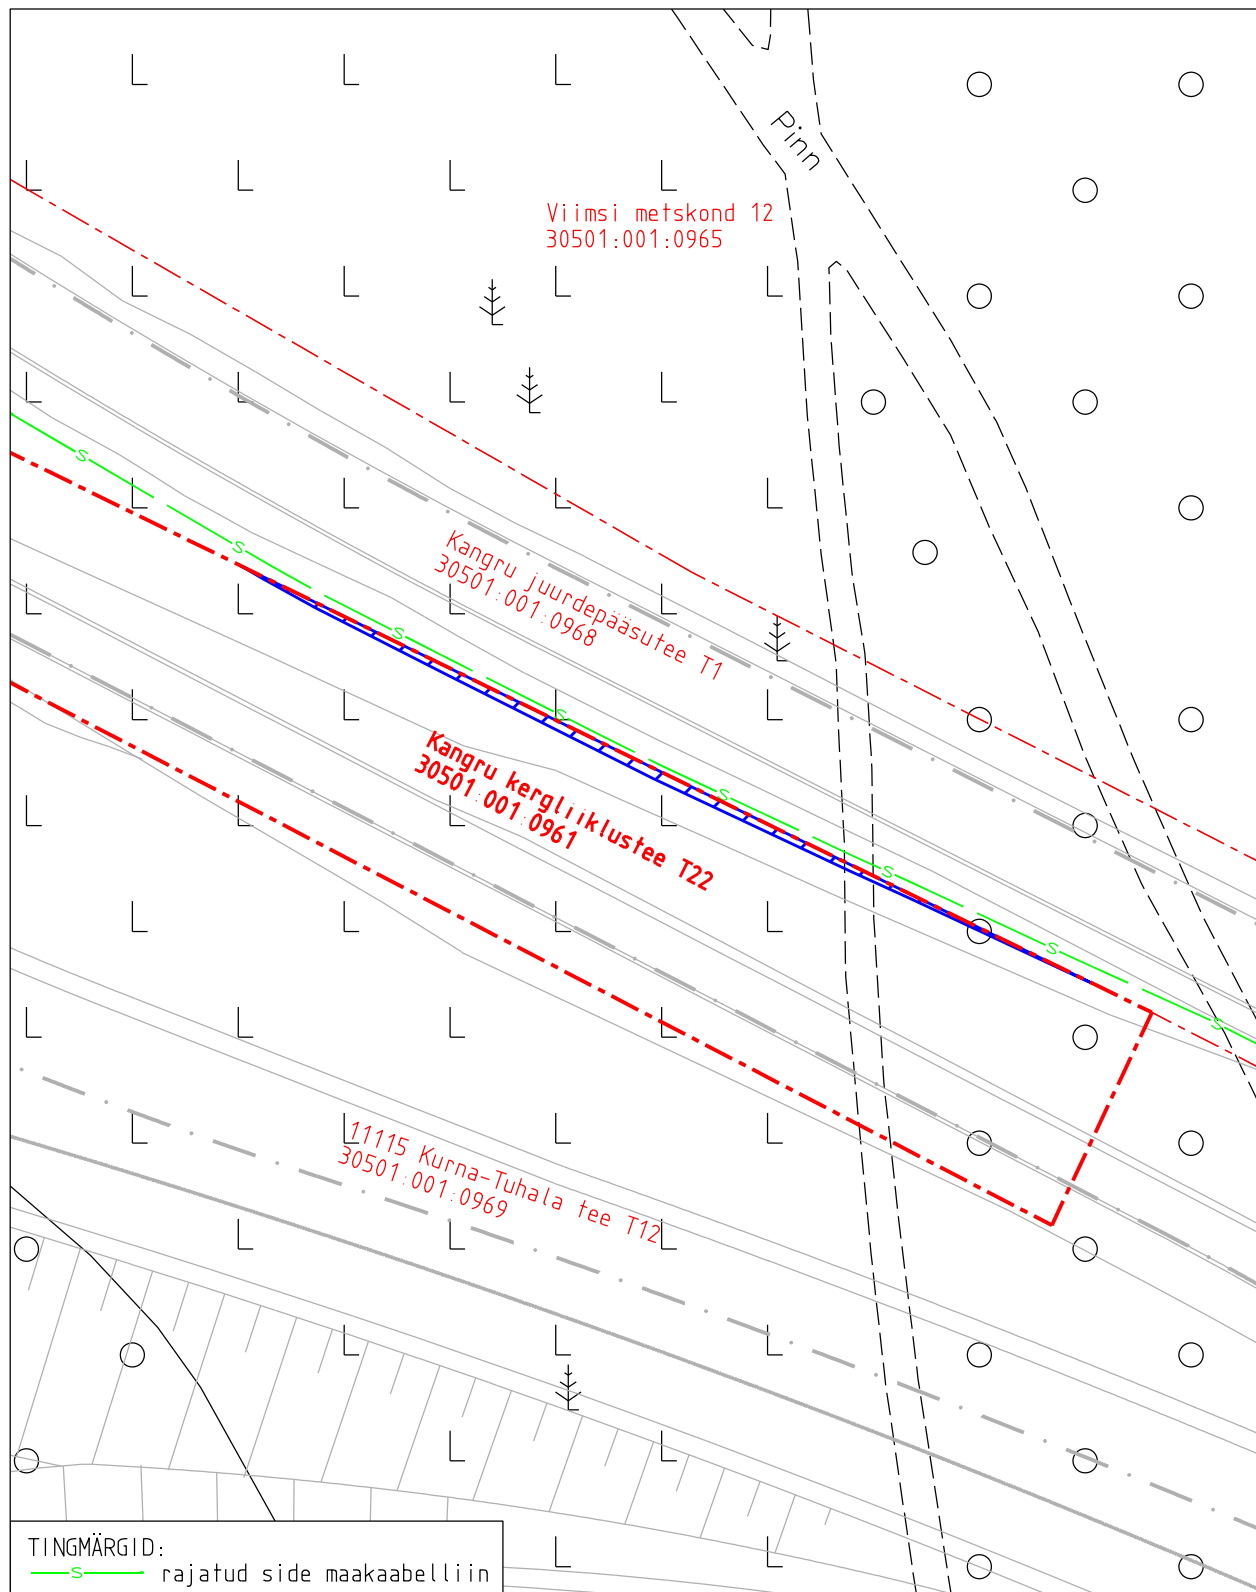 Pinn
Viimsi metskond 12
30501:001:0965
Kangru juurdepääsutee T1
30501:001:0968
Kangru kergliiklustee T22
30501:001:0961
11115 Kurna-Tuhala tee T12
30501:001:0969
S
S
S
S
S
S
S
S
TINGMÄRGID:
S rajatud side maakaabelliin